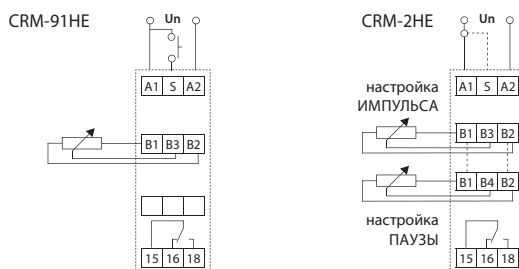 CRM-91HE
Un
A1 S A2
B1 B3 B2
15 16 18
CRM-2HE
Un
настройка
ИМПУЛЬСА
A1 S A2
B1 B3 B2
B1 B4 B2
настройка
ПАУЗЫ
15 16 18